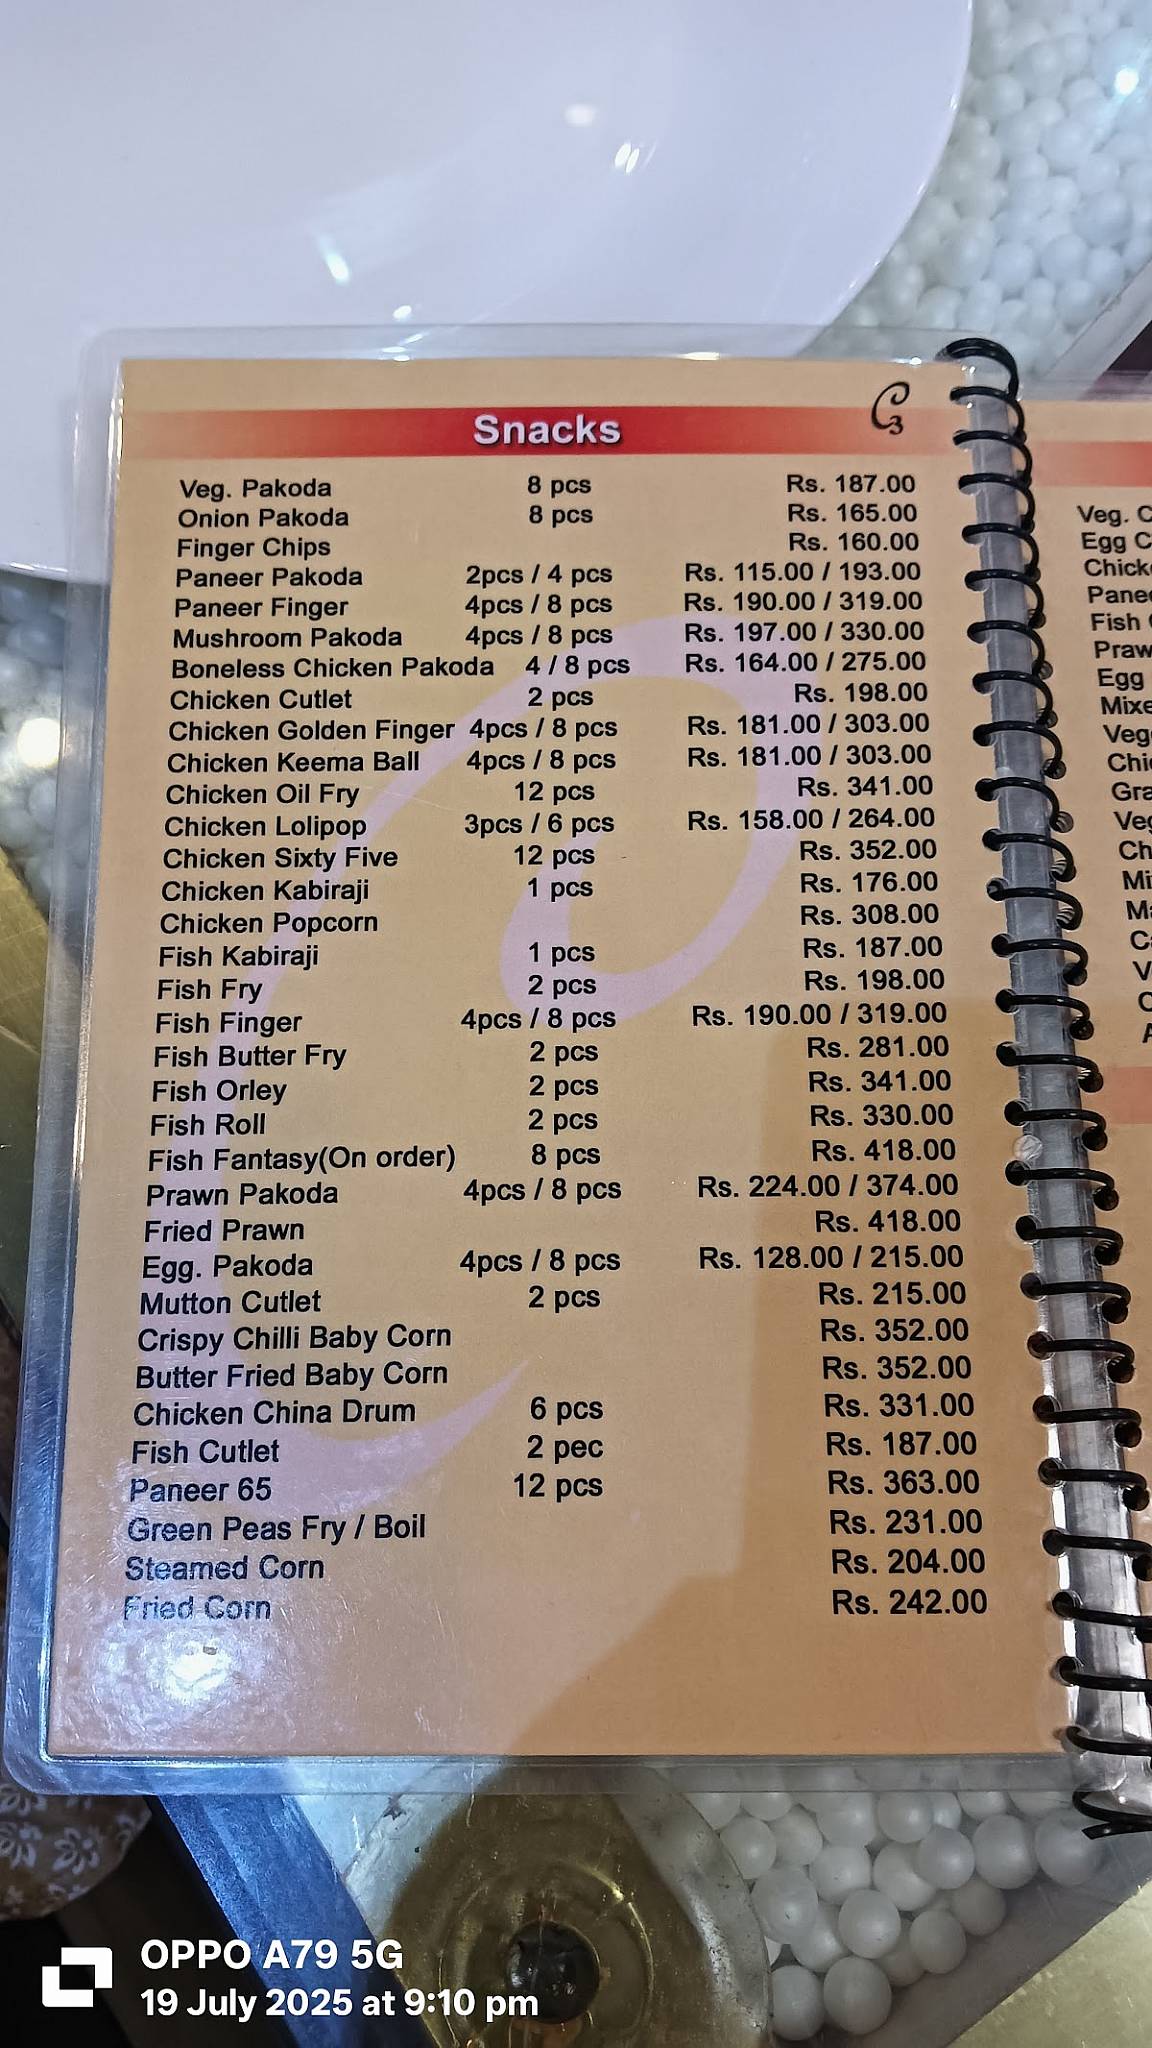 C3
Snacks
Veg. Pakoda 8 pcs Rs. 187.00
Onion Pakoda 8 pcs Rs. 165.00
Finger Chips Rs. 160.00
Paneer Pakoda 2pcs / 4 pcs Rs. 115.00 / 193.00
Paneer Finger 4pcs / 8 pcs Rs. 190.00 / 319.00
Mushroom Pakoda 4pcs / 8 pcs Rs. 197.00 / 330.00
Boneless Chicken Pakoda 4 / 8 pcs Rs. 164.00 / 275.00
Chicken Cutlet 2 pcs Rs. 198.00
Chicken Golden Finger 4pcs / 8 pcs Rs. 181.00 / 303.00
Chicken Keema Ball 4pcs / 8 pcs Rs. 181.00 / 303.00
Chicken Oil Fry 12 pcs Rs. 341.00
Chicken Lolipop 3pcs / 6 pcs Rs. 158.00 / 264.00
Chicken Sixty Five 12 pcs Rs. 352.00
Chicken Kabiraji 1 pcs Rs. 176.00
Chicken Popcorn Rs. 308.00
Fish Kabiraji 1 pcs Rs. 187.00
Fish Fry 2 pcs Rs. 198.00
Fish Finger 4pcs / 8 pcs Rs. 190.00 / 319.00
Fish Butter Fry 2 pcs Rs. 281.00
Fish Orley 2 pcs Rs. 341.00
Fish Roll 2 pcs Rs. 330.00
Fish Fantasy(On order) 8 pcs Rs. 418.00
Prawn Pakoda 4pcs / 8 pcs Rs. 224.00 / 374.00
Fried Prawn Rs. 418.00
Egg. Pakoda 4pcs / 8 pcs Rs. 128.00 / 215.00
Mutton Cutlet 2 pcs Rs. 215.00
Crispy Chilli Baby Corn Rs. 352.00
Butter Fried Baby Corn Rs. 352.00
Chicken China Drum 6 pcs Rs. 331.00
Fish Cutlet 2 pec Rs. 187.00
Paneer 65 12 pcs Rs. 363.00
Green Peas Fry / Boil Rs. 231.00
Steamed Corn Rs. 204.00
Fried Corn Rs. 242.00
Veg.
Egg
Fish
Egg
OPPO A79 5G
19 July 2025 at 9:10 pm